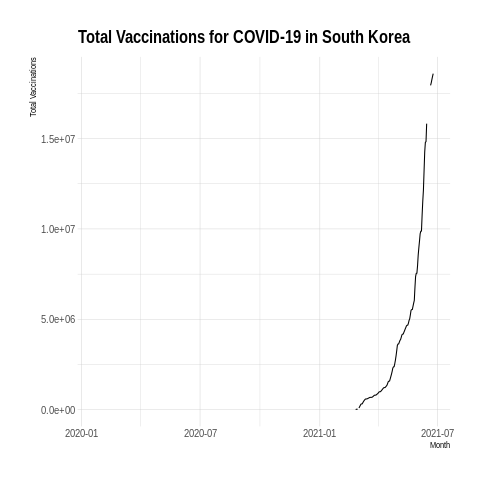 Total Vaccinations for COVID-19 in South Korea
Total Vaccinations
1.5e+07
1.0e+07
5.0e+06
0.0e+00
2020-01 2020-07 2021-01 2021-07
Month